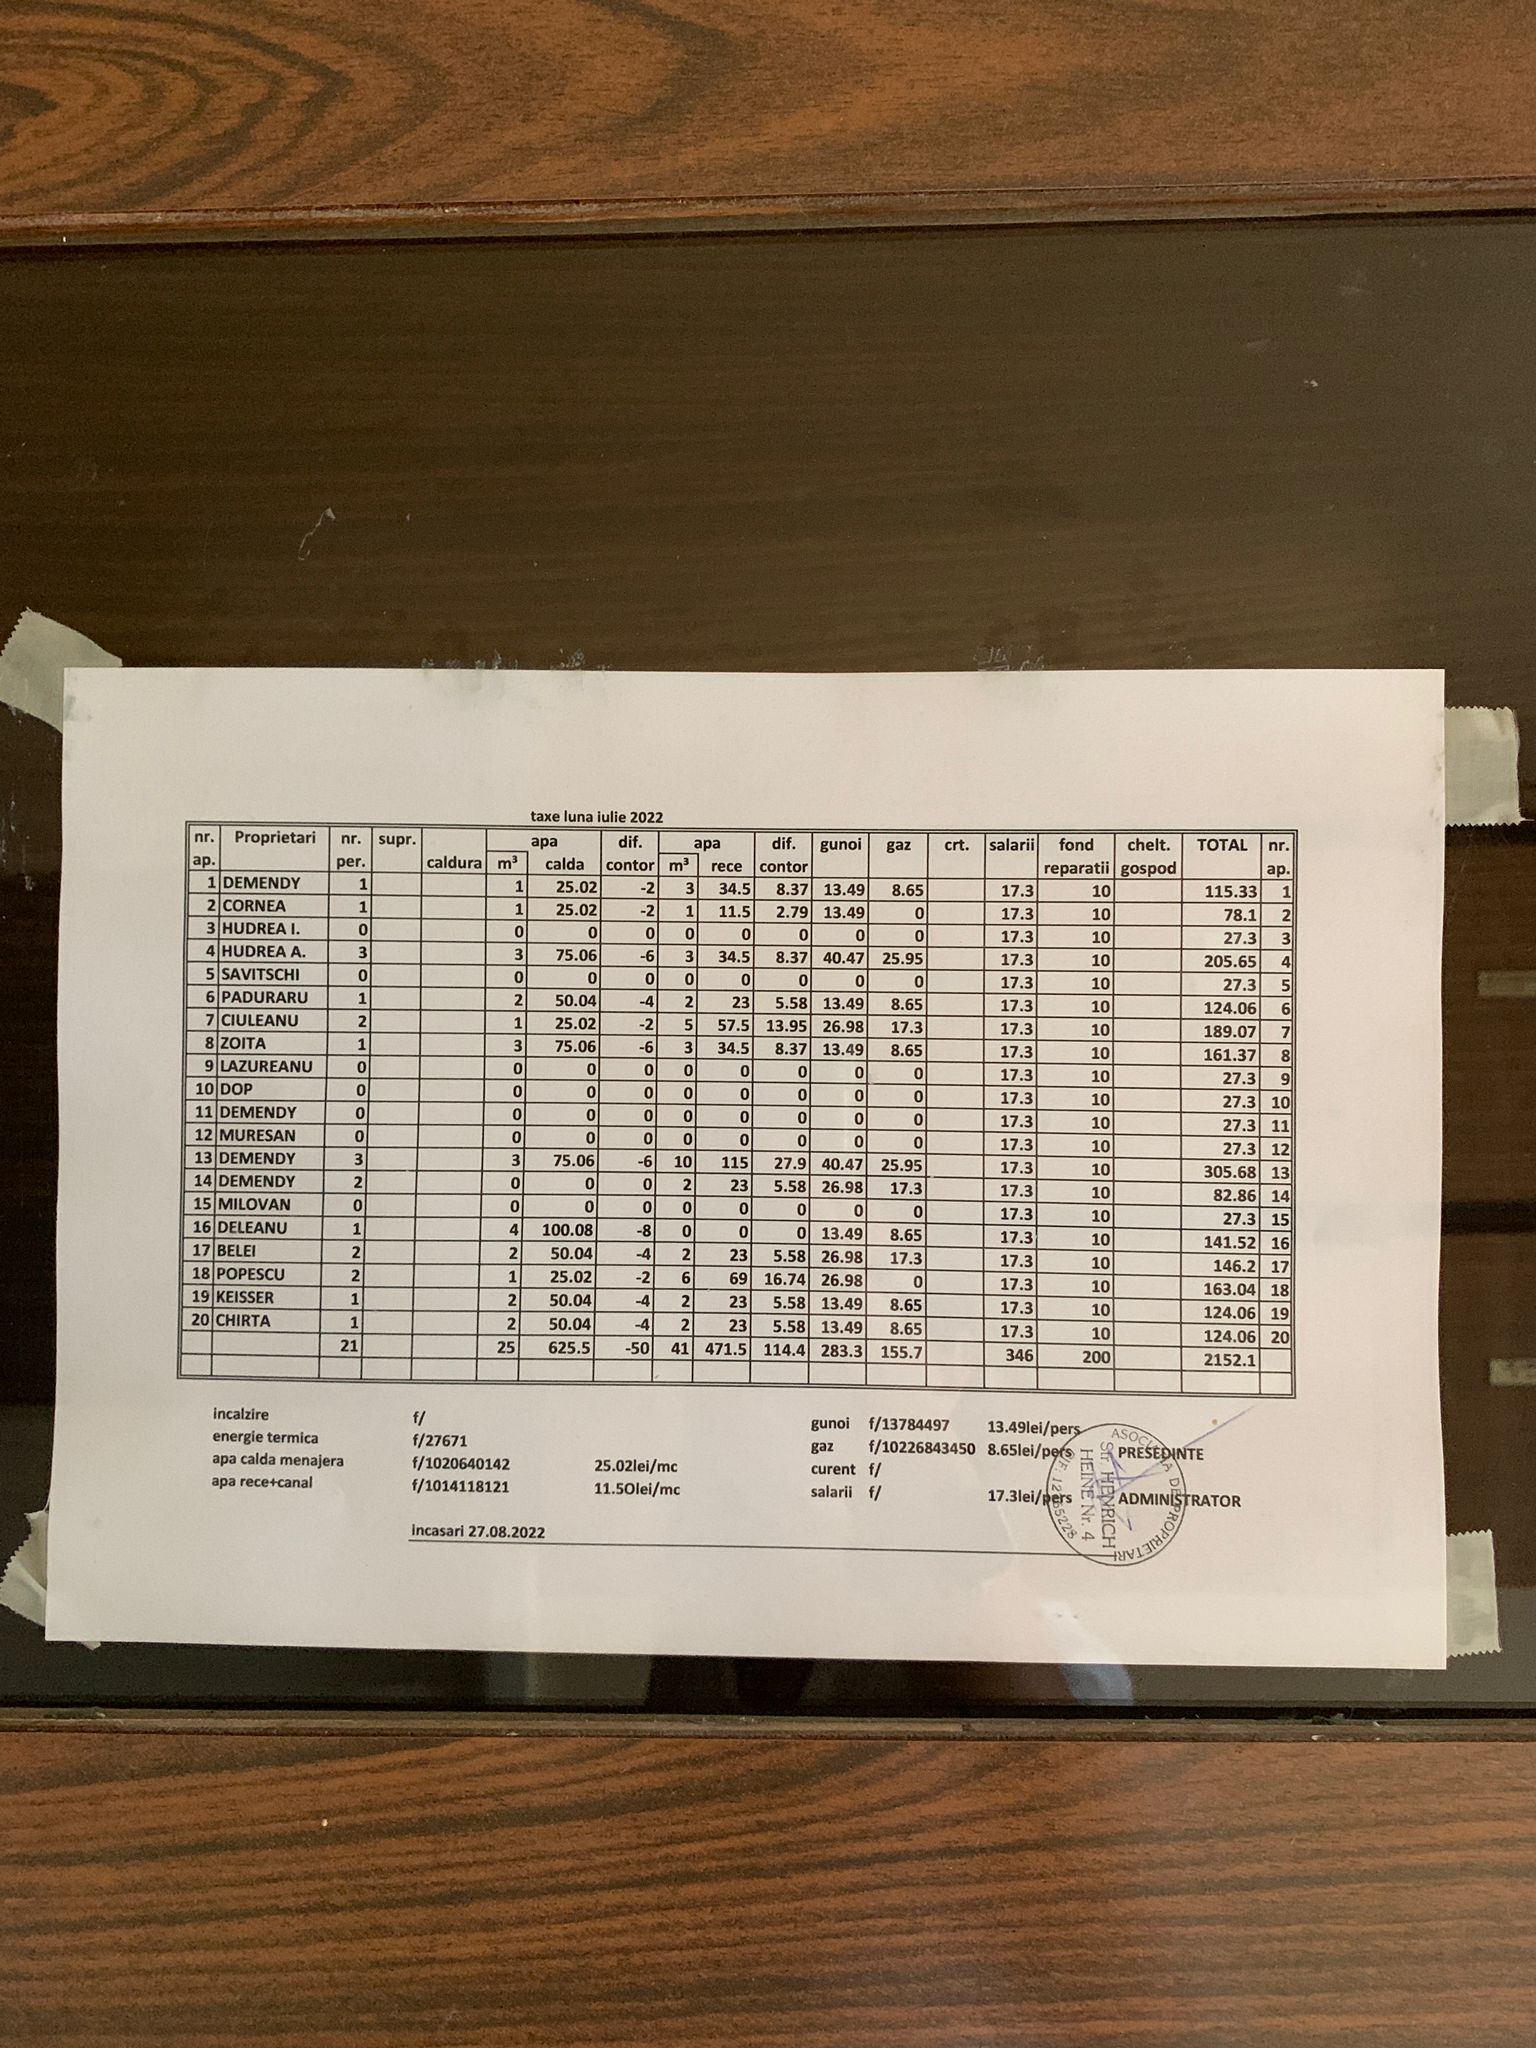 taxe luna iulie 2022
nr. Proprietari nr. supr. apa dif. apa dif. gunoi gaz crt. salarii fond chelt. TOTAL nr.
ap. per. caldura m³ calda contor m³ rece contor reparatii gospod ap.
1 DEMENDY 1 1 25.02 -2 3 34.5 8.37 13.49 8.65 17.3 10 115.33 1
2 CORNEA 1 1 25.02 -2 1 11.5 2.79 13.49 0 17.3 10 78.1 2
3 HUDREA I. 0 0 0 0 0 0 0 0 0 17.3 10 27.3 3
4 HUDREA A. 3 3 75.06 -6 3 34.5 8.37 40.47 25.95 17.3 10 205.65 4
5 SAVITSCHI 0 0 0 0 0 0 0 0 0 17.3 10 27.3 5
6 PADURARU 1 2 50.04 -4 2 23 5.58 13.49 8.65 17.3 10 124.06 6
7 CIULEANU 2 1 25.02 -2 5 57.5 13.95 26.98 17.3 17.3 10 189.07 7
8 ZOITA 1 3 75.06 -6 3 34.5 8.37 13.49 8.65 17.3 10 161.37 8
9 LAZUREANU 0 0 0 0 0 0 0 0 0 17.3 10 27.3 9
10 DOP 0 0 0 0 0 0 0 0 0 17.3 10 27.3 10
11 DEMENDY 0 0 0 0 0 0 0 0 0 17.3 10 27.3 11
12 MURESAN 0 0 0 0 0 0 0 0 0 17.3 10 27.3 12
13 DEMENDY 3 3 75.06 -6 10 115 27.9 40.47 25.95 17.3 10 305.68 13
14 DEMENDY 2 0 0 0 2 23 5.58 26.98 17.3 17.3 10 82.86 14
15 MILOVAN 0 0 0 0 0 0 0 0 0 17.3 10 27.3 15
16 DELEANU 1 4 100.08 -8 0 0 0 13.49 8.65 17.3 10 141.52 16
17 BELEI 2 2 50.04 -4 2 23 5.58 26.98 17.3 17.3 10 146.2 17
18 POPESCU 2 1 25.02 -2 6 69 16.74 26.98 0 17.3 10 163.04 18
19 KEISSER 1 2 50.04 -4 2 23 5.58 13.49 8.65 17.3 10 124.06 19
20 CHIRTA 1 2 50.04 -4 2 23 5.58 13.49 8.65 17.3 10 124.06 20
21 25 625.5 -50 41 471.5 114.4 283.3 155.7 346 200 2152.1
incalzire f/ gunoi f/13784497 13.49lei/pers
energie termica f/27671 gaz f/10226843450 8.65lei/pers PRESEDINTE
apa calda menajera f/1020640142 25.02lei/mc curent f/
apa rece+canal f/1014118121 11.50lei/mc salarii f/ 17.3lei/pers ADMINISTRATOR
incasari 27.08.2022
ASOCIATIA DE PROPRIETARI
Str. HENRICH
HEINE Nr. 4